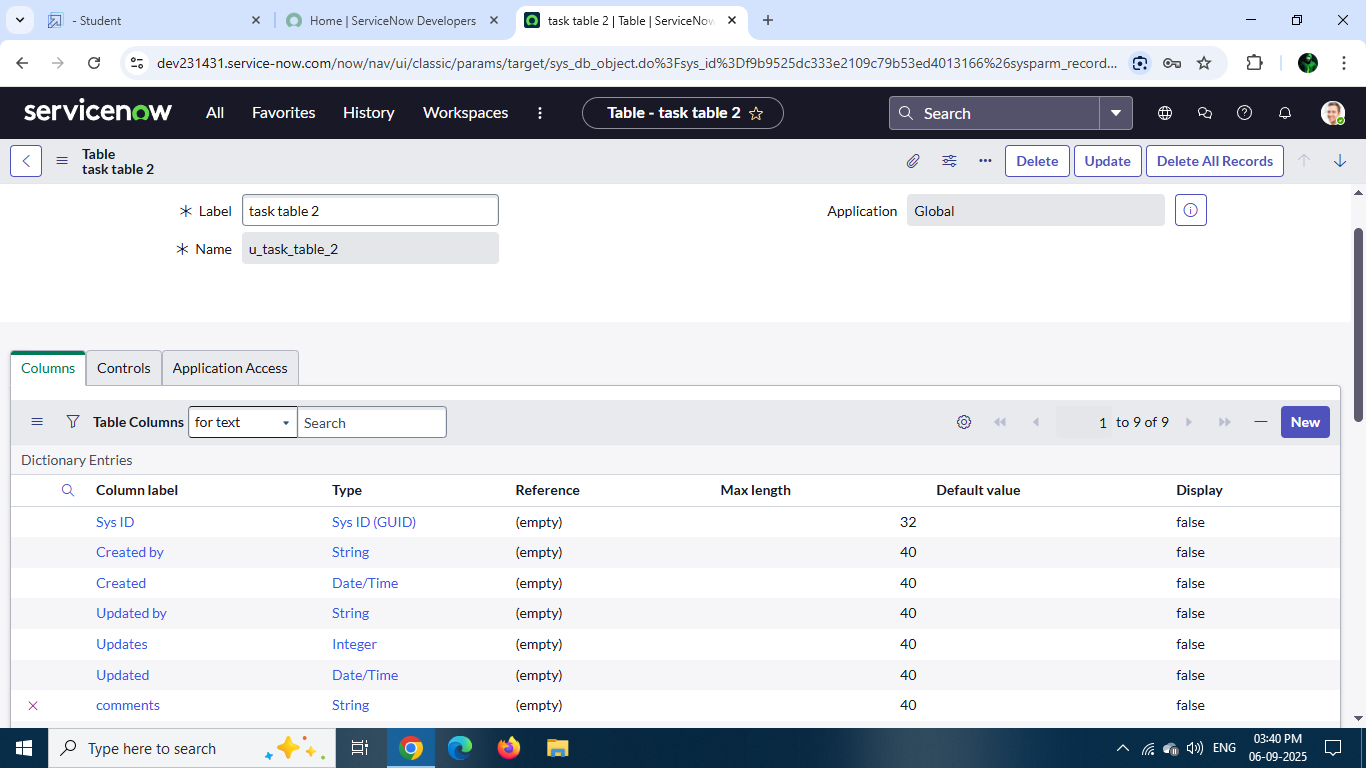 - Student
Home | ServiceNow Developers
task table 2 | Table | ServiceNow
dev231431.service-now.com/now/nav/ui/classic/params/target/sys_db_object.do%3Fsys_id%3Df9b9525dc333e2109c79b53ed4013166%26sysparm_record...
servicenow All Favorites History Workspaces Table - task table 2 Search
Table
task table 2
Delete Update Delete All Records
Label task table 2 Application Global
Name u_task_table_2
Columns Controls Application Access
Table Columns for text Search 1 to 9 of 9 New
Dictionary Entries
Column label Type Reference Max length Default value Display
Sys ID Sys ID (GUID) (empty) 32 false
Created by String (empty) 40 false
Created Date/Time (empty) 40 false
Updated by String (empty) 40 false
Updates Integer (empty) 40 false
Updated Date/Time (empty) 40 false
comments String (empty) 40 false
Type here to search
ENG
03:40 PM
06-09-2025